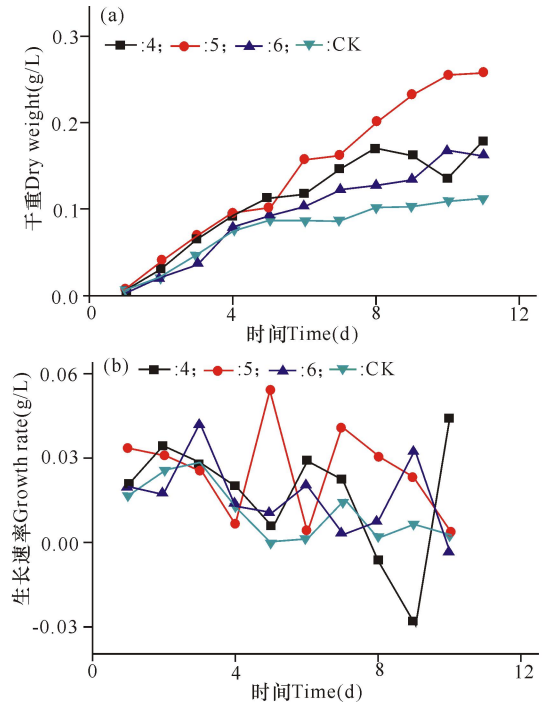 (a)
0.3
:4; :5; :6; :CK
0.2
0.1
0.0
干重Dry weight(g/L)
0 4 8 12
时间Time(d)
(b)
:4; :5; :6; :CK
0.06
0.03
0.00
-0.03
生长速率Growth rate(g/L)
0 4 8 12
时间Time(d)